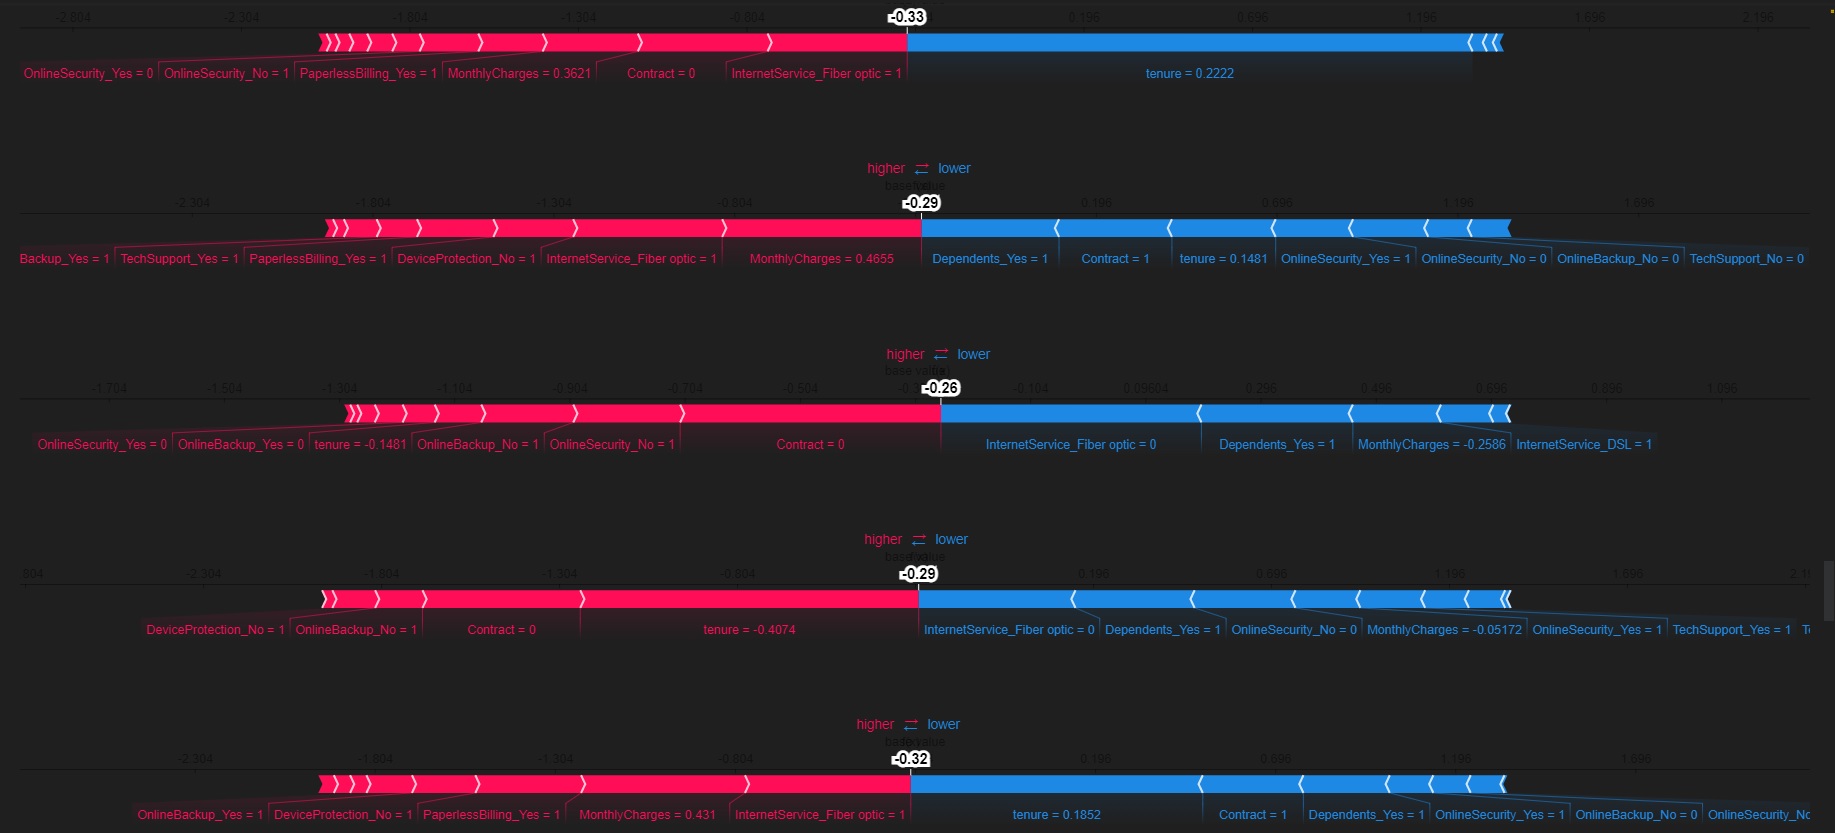 -2.804 -2.304 -1.804 -1.304 -0.804 -0.33 0.196 0.696 1.196 1.696 2.196
OnlineSecurity_Yes = 0 OnlineSecurity_No = 1 PaperlessBilling_Yes = 1 MonthlyCharges = 0.3621 Contract = 0 InternetService_Fiber optic = 1 tenure = 0.2222
higher ⇄ lower
base value
-2.304 -1.804 -1.304 -0.804 -0.29 0.196 0.696 1.196 1.696
Backup_Yes = 1 TechSupport_Yes = 1 PaperlessBilling_Yes = 1 DeviceProtection_No = 1 InternetService_Fiber optic = 1 MonthlyCharges = 0.4655 Dependents_Yes = 1 Contract = 1 tenure = 0.1481 OnlineSecurity_Yes = 1 OnlineSecurity_No = 0 OnlineBackup_No = 0 TechSupport_No = 0
higher ⇄ lower
base value
-1.704 -1.504 -1.304 -1.104 -0.904 -0.704 -0.504 -0.26 -0.104 0.09604 0.296 0.496 0.696 0.896 1.096
OnlineSecurity_Yes = 0 OnlineBackup_Yes = 0 tenure = -0.1481 OnlineBackup_No = 1 OnlineSecurity_No = 1 Contract = 0 InternetService_Fiber optic = 0 Dependents_Yes = 1 MonthlyCharges = -0.2586 InternetService_DSL = 1
higher ⇄ lower
base value
904 -2.304 -1.804 -1.304 -0.804 -0.29 0.196 0.696 1.196 1.696
DeviceProtection_No = 1 OnlineBackup_No = 1 Contract = 0 tenure = -0.4074 InternetService_Fiber optic = 0 Dependents_Yes = 1 OnlineSecurity_No = 0 MonthlyCharges = -0.05172 OnlineSecurity_Yes = 1 TechSupport_Yes = 1
higher ⇄ lower
base value
-2.304 -1.804 -1.304 -0.804 -0.32 0.196 0.696 1.196 1.696
OnlineBackup_Yes = 1 DeviceProtection_No = 1 PaperlessBilling_Yes = 1 MonthlyCharges = 0.431 InternetService_Fiber optic = 1 tenure = 0.1852 Contract = 1 Dependents_Yes = 1 OnlineSecurity_Yes = 1 OnlineBackup_No = 0 OnlineSecurity_Nc